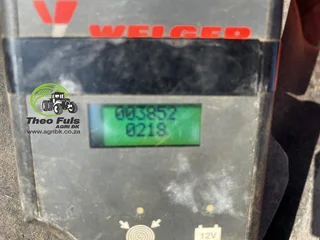 WELGER
003852
0218
Theo Fuls
AGRI BK
www.agribk.co.za
12V